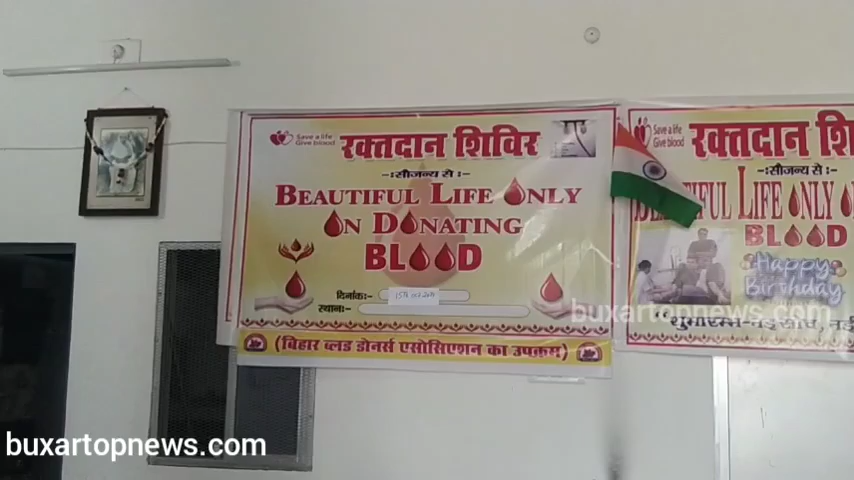 Save a life
Give blood
रक्तदान शिविर
-:सौजन्य से:-
BEAUTIFUL LIFE ONLY
ON DONATING
BLOOD
दिनांक:-
स्थान:-
(बिहार ब्लड डोनर्स एसोसिएशन का उपक्रम)
Save a life
Give blood
रक्तदान
-:सौजन्य से:-
BEAUTIFUL LIFE ONLY
BLOOD
Happy
Birthday
buxartopnews.com
buxartopnews.com